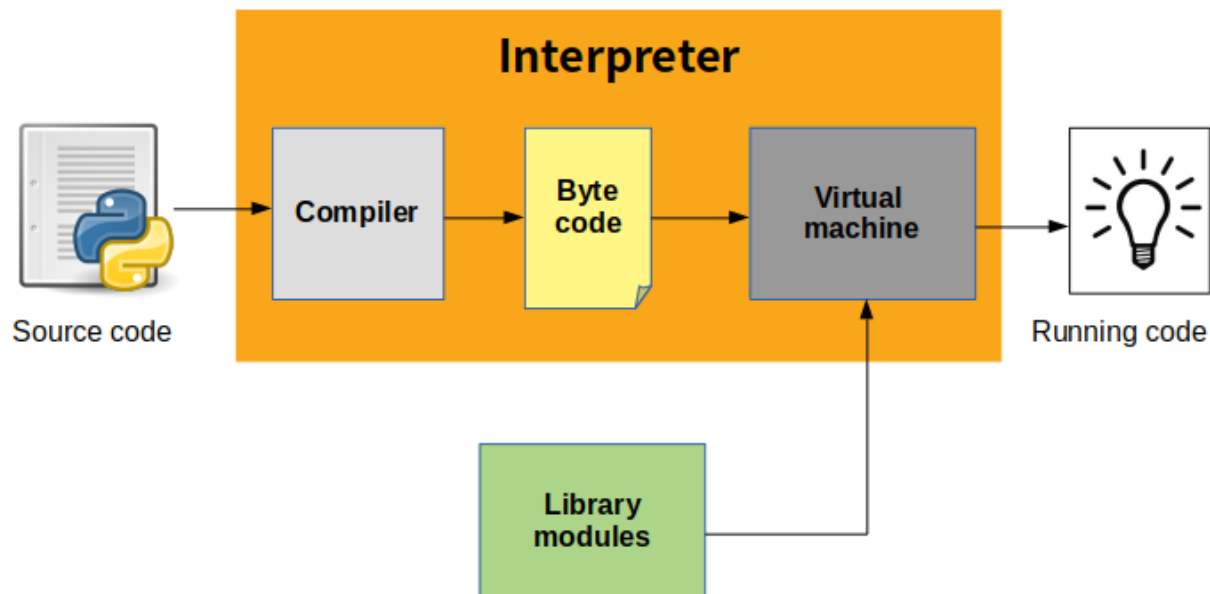 Interpreter
Compiler
Byte
code
Virtual
machine
Source code
Running code
Library
modules